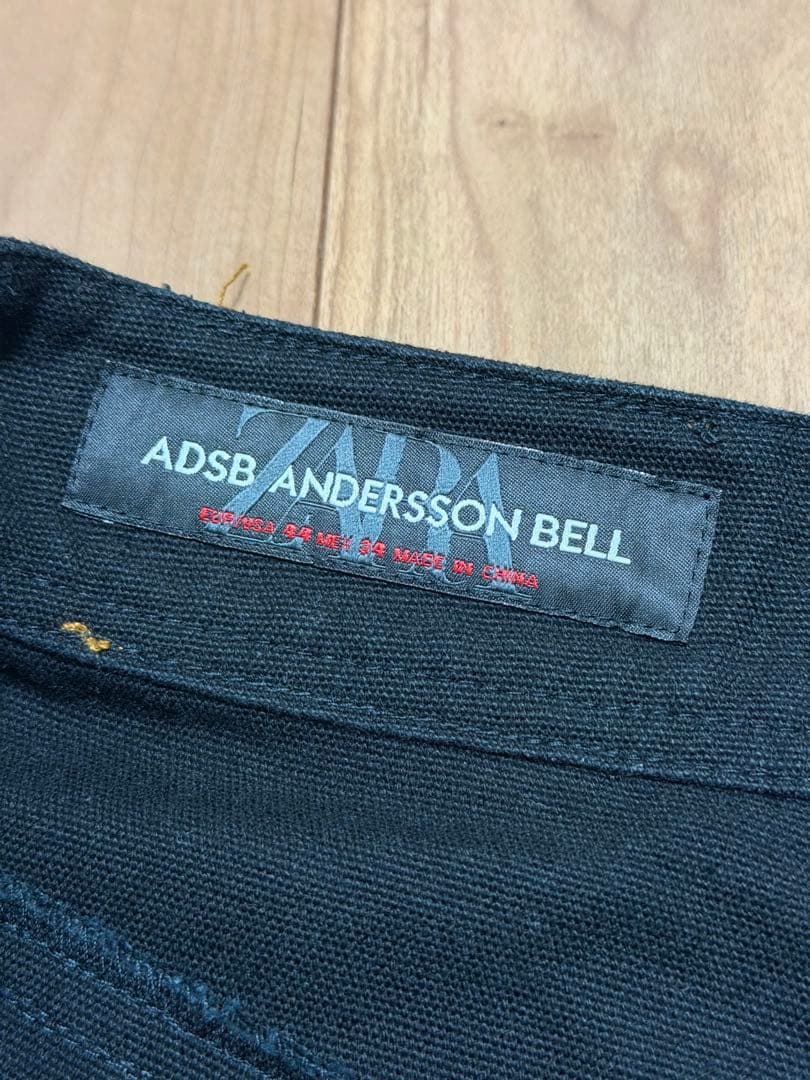 ZARA
ADSB ANDERSSON BELL
EUR/USA 44 MEX 34 MADE IN CHINA